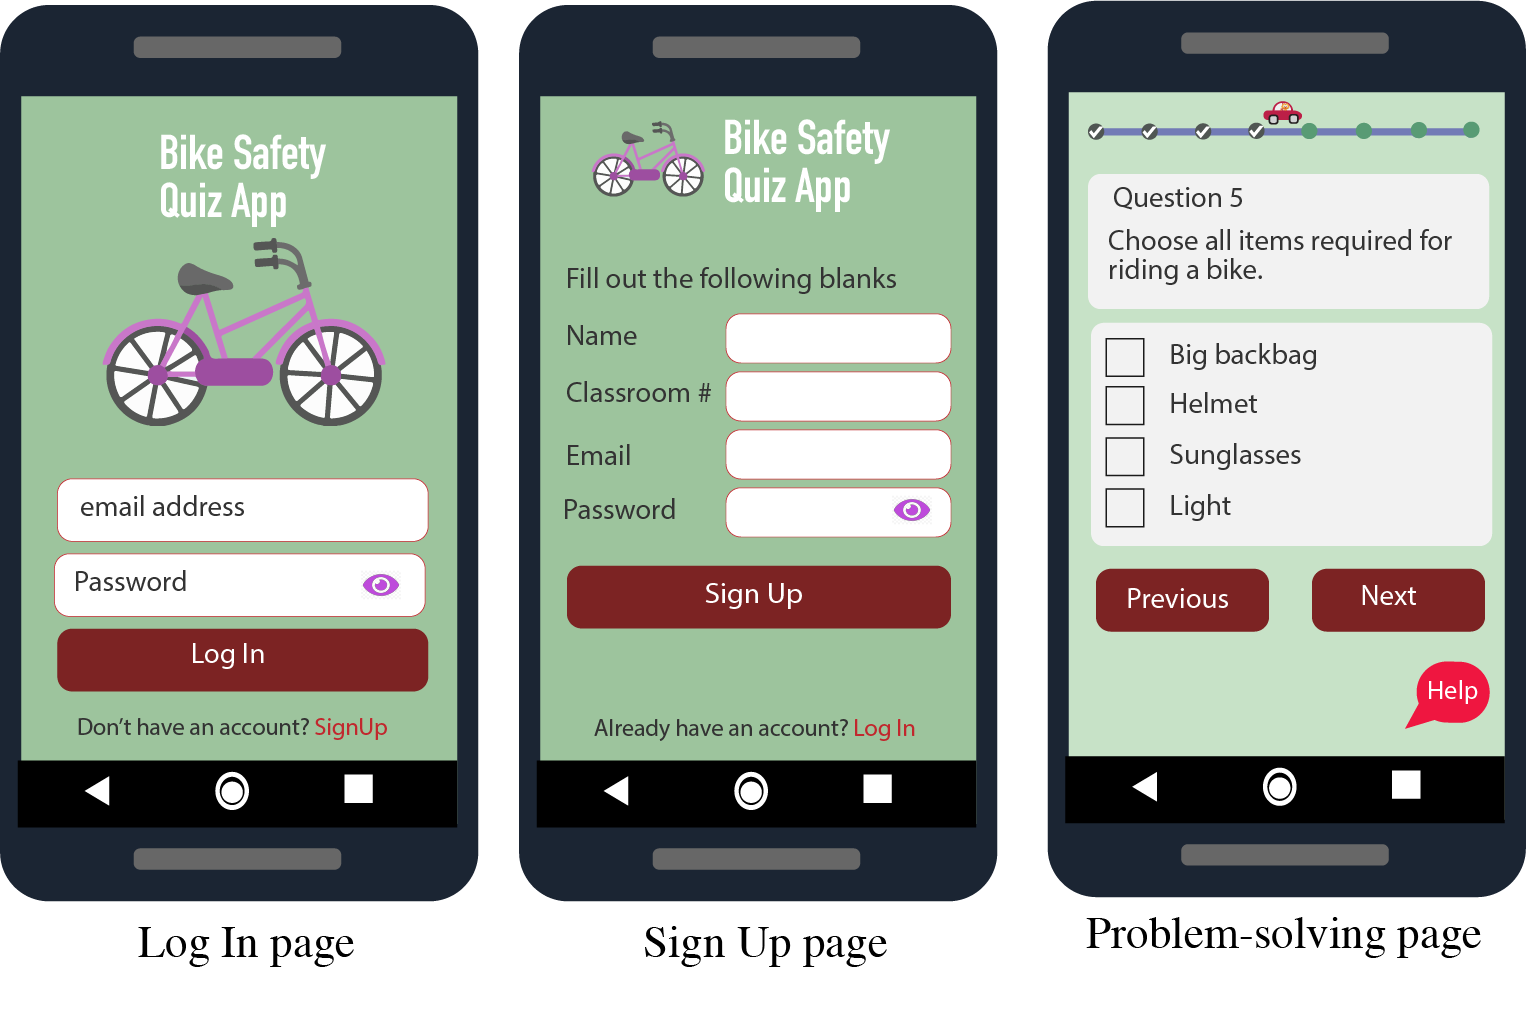 Bike Safety
Quiz App
email address
Password
Log In
Don't have an account? SignUp
Log In page
Bike Safety
Quiz App
Fill out the following blanks
Name
Classroom #
Email
Password
Sign Up
Already have an account? Log In
Sign Up page
Question 5
Choose all items required for
riding a bike.
Big backbag
Helmet
Sunglasses
Light
Previous
Next
Help
Problem-solving page